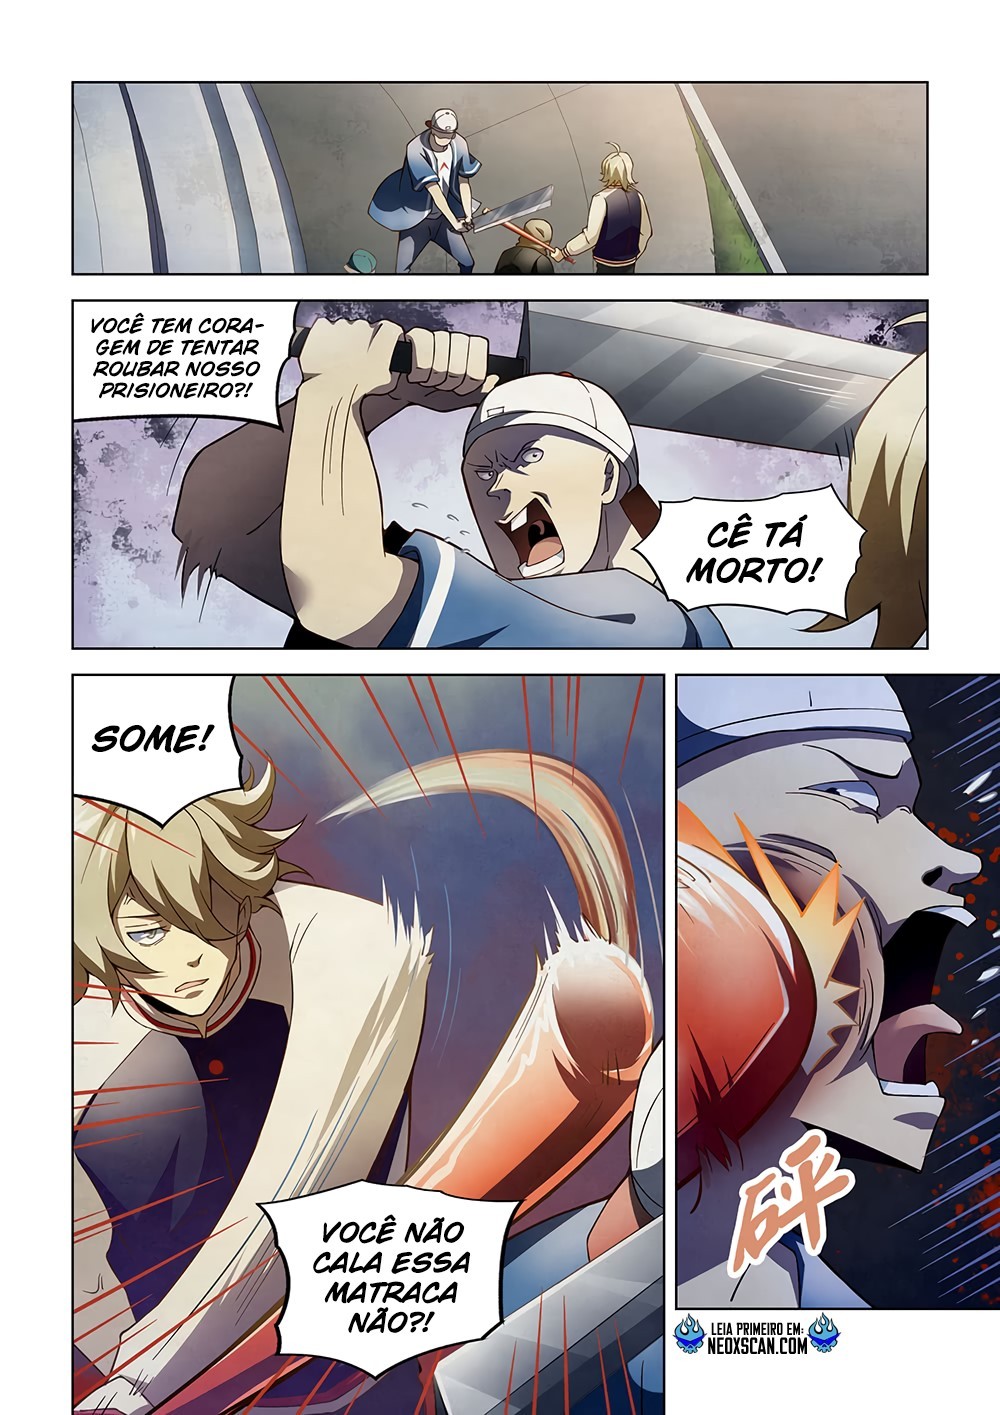 VOCÊ TEM CORA-
GEM DE TENTAR
ROUBAR NOSSO
PRISIONEIRO?!
CÊ TÁ
MORTO!
SOME!
VOCÊ NÃO
CALA ESSA
MATRACA
NÃO?!
砰
LEIA PRIMEIRO EM:
NEOXSCAN.COM